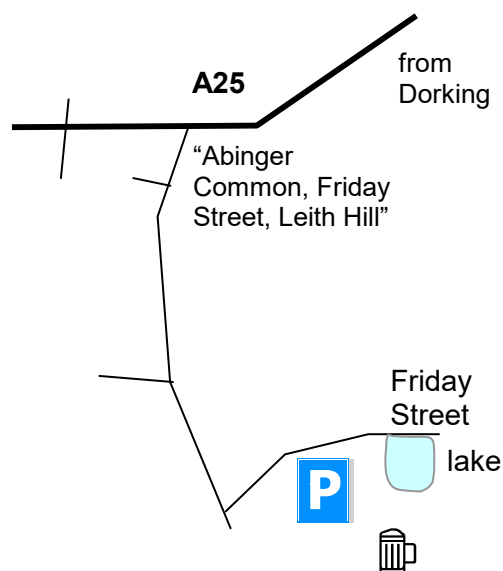 A25
from
Dorking
“Abinger
Common, Friday
Street, Leith Hill”
Friday
Street
lake
P